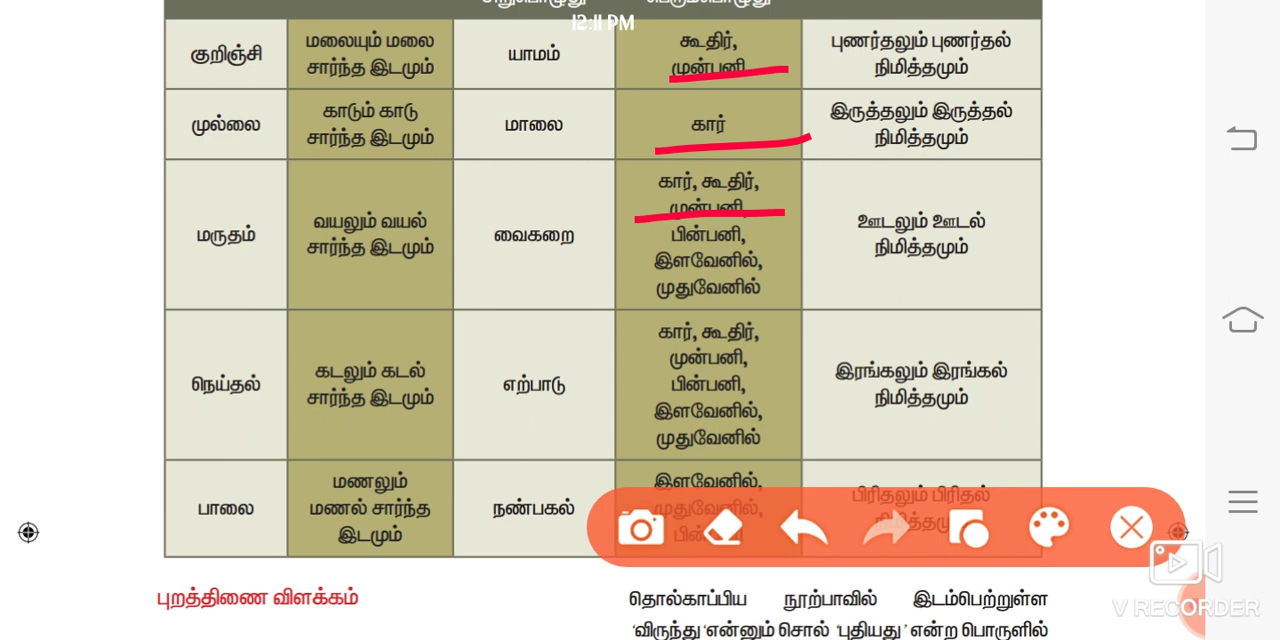 சிறுபொழுது பெரும்பொழுது
12:11 PM
குறிஞ்சி
மலையும் மலை
சார்ந்த இடமும்
யாமம்
கூதிர்,
முன்பனி
புணர்தலும் புணர்தல்
நிமித்தமும்
முல்லை
காடும் காடு
சார்ந்த இடமும்
மாலை
கார்
இருத்தலும் இருத்தல்
நிமித்தமும்
மருதம்
வயலும் வயல்
சார்ந்த இடமும்
வைகறை
கார், கூதிர்,
முன்பனி,
பின்பனி,
இளவேனில்,
முதுவேனில்
ஊடலும் ஊடல்
நிமித்தமும்
நெய்தல்
கடலும் கடல்
சார்ந்த இடமும்
எற்பாடு
கார், கூதிர்,
முன்பனி,
பின்பனி,
இளவேனில்,
முதுவேனில்
இரங்கலும் இரங்கல்
நிமித்தமும்
பாலை
மணலும்
மணல் சார்ந்த
இடமும்
நண்பகல்
இளவேனில்,
முதுவேனில்,
பிரிதலும் பிரிதல்
புறத்திணை விளக்கம்
தொல்காப்பிய நூற்பாவில் இடம்பெற்றுள்ள
'விருந்து 'என்னும் சொல் 'புதியது ' என்ற பொருளில்
V RECORDER